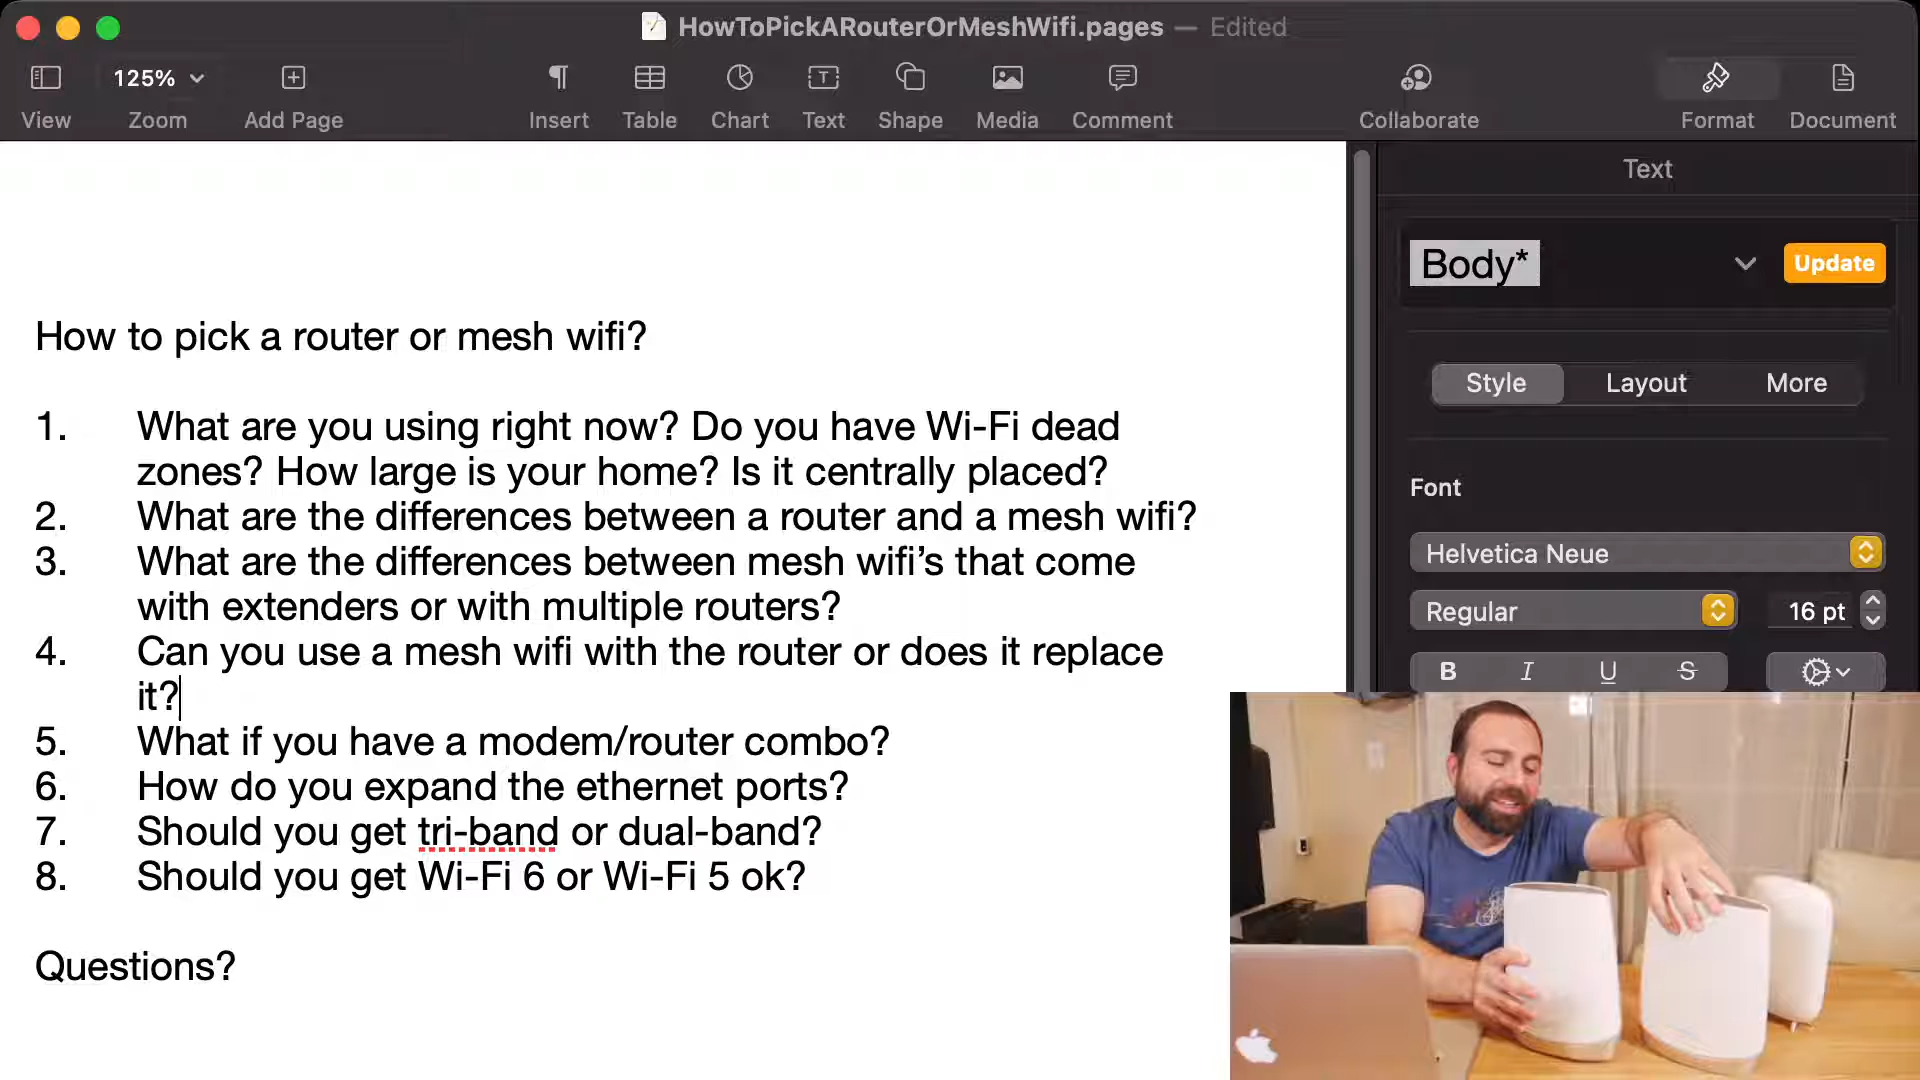 HowToPickARouterOrMeshWifi.pages — Edited
125%
View Zoom Add Page Insert Table Chart Text Shape Media Comment Collaborate Format Document
Text
Body* Update
Style Layout More
Font
Helvetica Neue
Regular 16 pt
B I U S
How to pick a router or mesh wifi?
1. What are you using right now? Do you have Wi-Fi dead
zones? How large is your home? Is it centrally placed?
2. What are the differences between a router and a mesh wifi?
3. What are the differences between mesh wifi’s that come
with extenders or with multiple routers?
4. Can you use a mesh wifi with the router or does it replace
it?
5. What if you have a modem/router combo?
6. How do you expand the ethernet ports?
7. Should you get tri-band or dual-band?
8. Should you get Wi-Fi 6 or Wi-Fi 5 ok?
Questions?